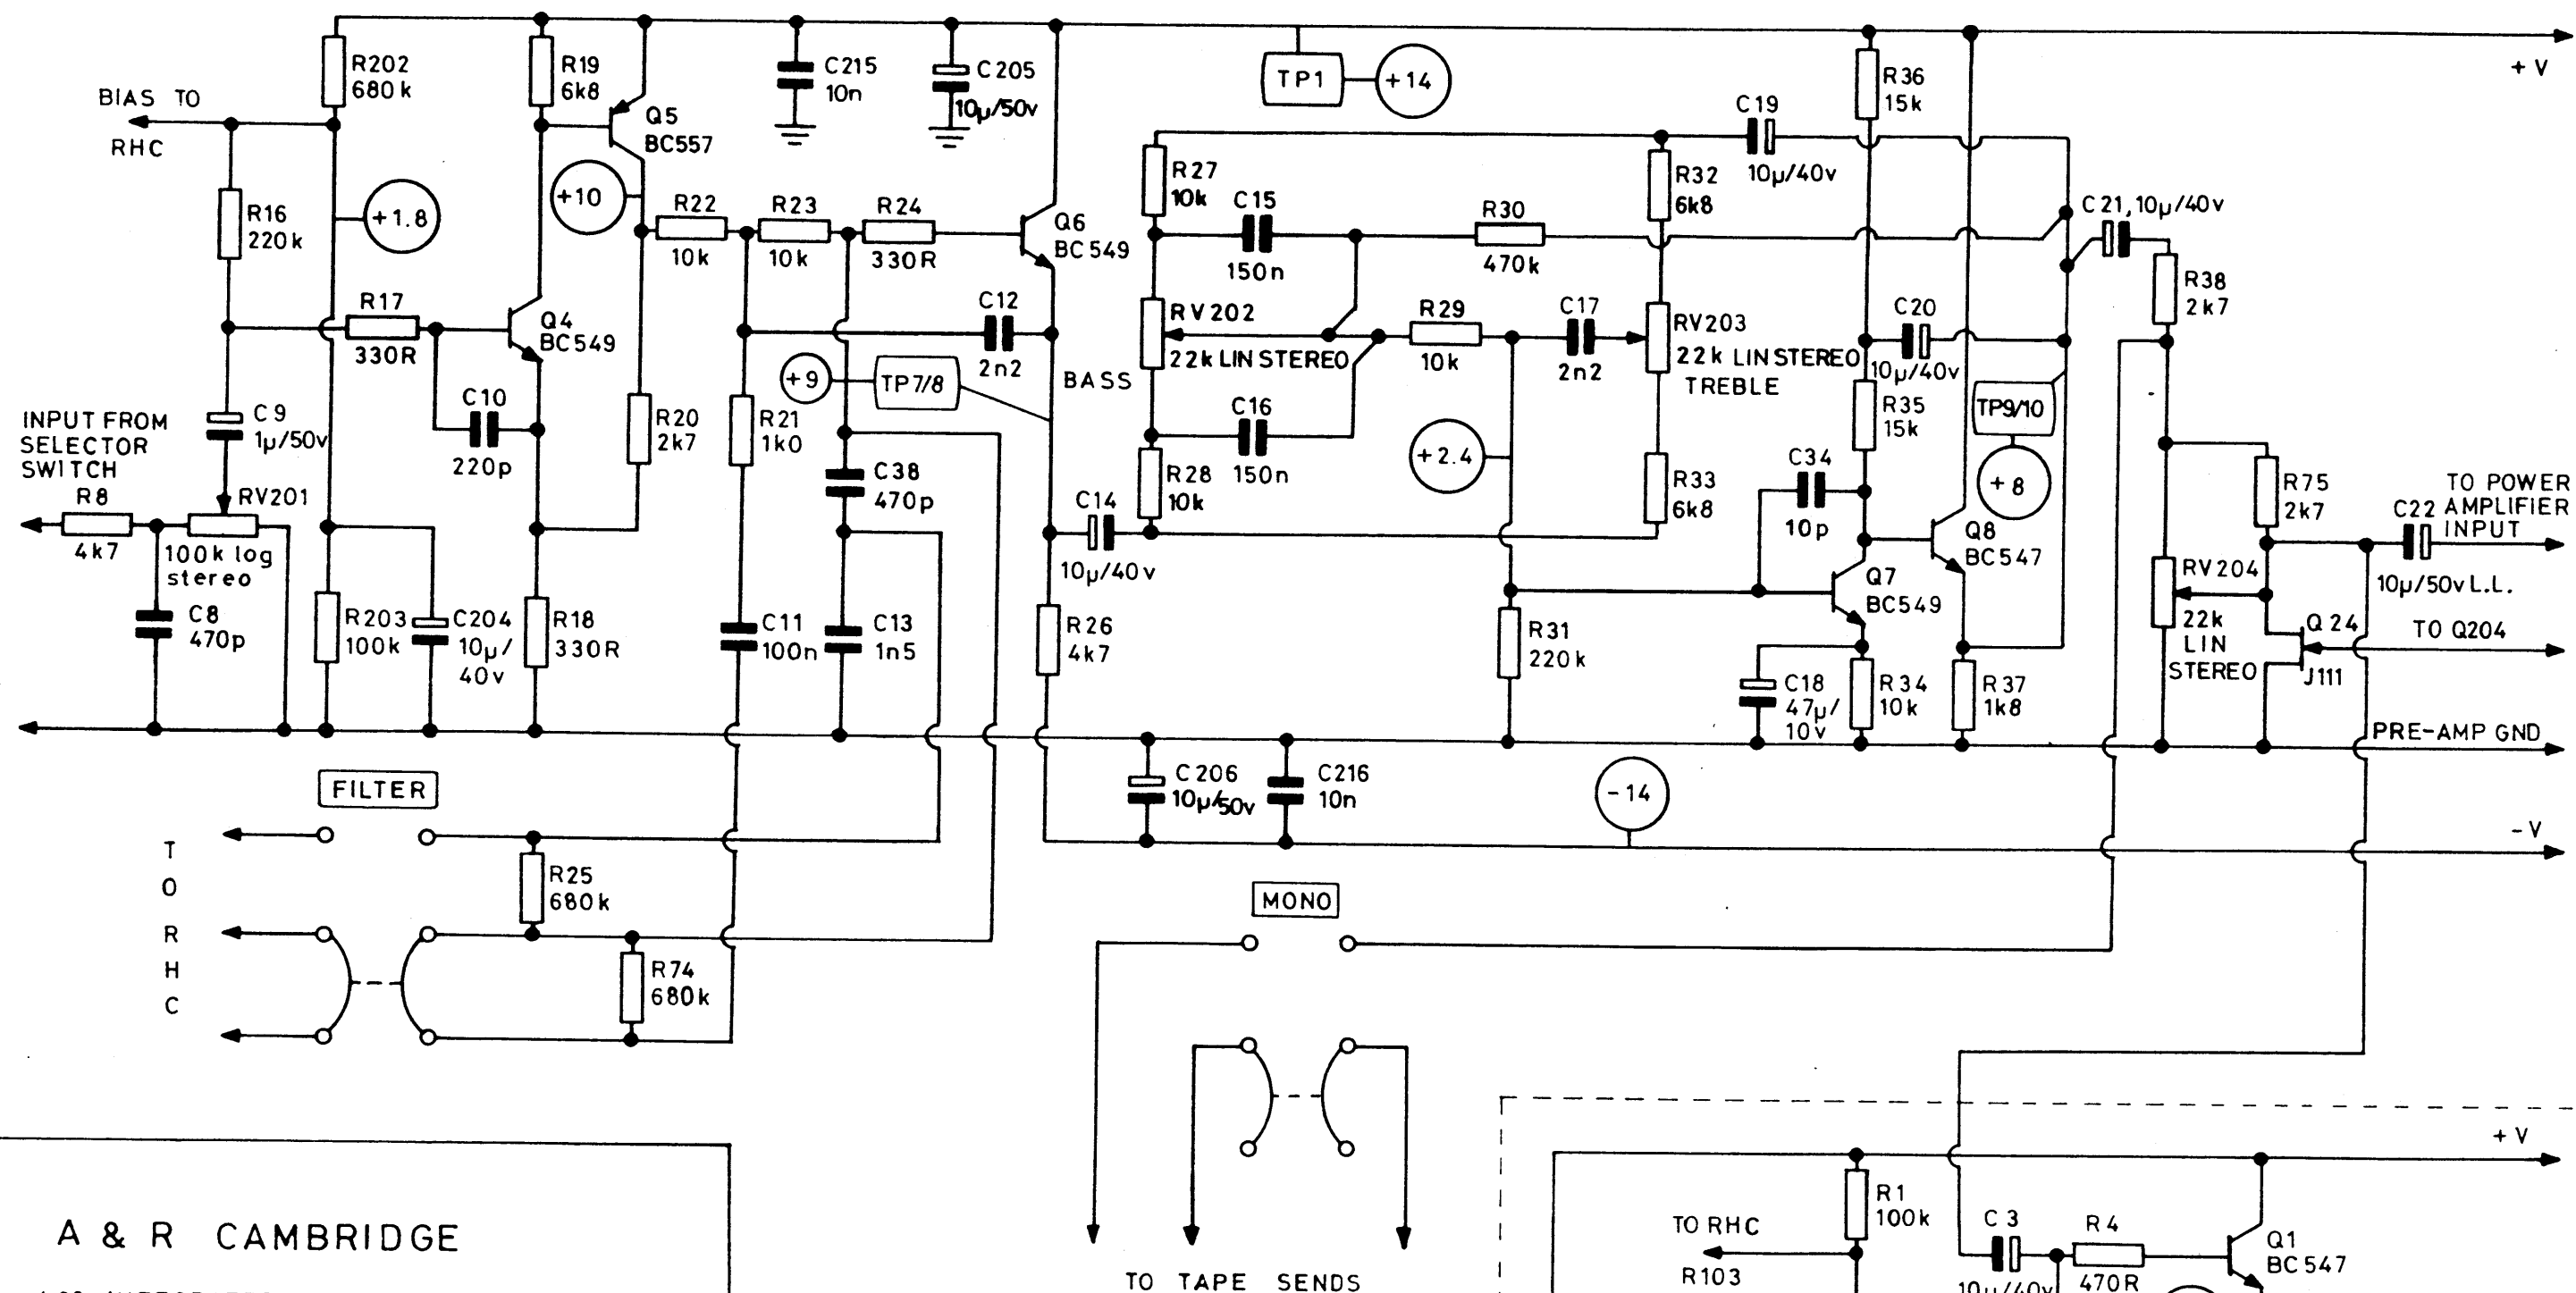 R202
680k
R19
6k8
C215
10n
C205
10µ/50v
TP1
+14
R36
15k
+V
BIAS TO
RHC
Q5
BC557
C19
10µ/40v
+10
R16
220k
+1.8
R22
10k
R23
10k
R24
330R
Q6
BC549
R27
10k
C15
150n
R30
470k
R32
6k8
C21,10µ/40v
R38
2k7
R17
330R
Q4
BC549
C12
2n2
RV202
22k LIN STEREO
BASS
R29
10k
C17
2n2
RV203
22k LIN STEREO
TREBLE
C20
10µ/40v
+9
TP7/8
TP9/10
+8
INPUT FROM
SELECTOR
SWITCH
C9
1µ/50v
C10
220p
R20
2k7
R21
1k0
C16
150n
+2.4
R35
15k
R8
4k7
RV201
100k log
stereo
C38
470p
R28
10k
R33
6k8
C34
10p
R75
2k7
C22
10µ/50v L.L.
TO POWER
AMPLIFIER
INPUT
C14
10µ/40v
Q8
BC547
C8
470p
R203
100k
C204
10µ/
40v
R18
330R
C11
100n
C13
1n5
R26
4k7
R31
220k
Q7
BC549
RV204
22k
LIN
STEREO
Q24
J111
TO Q204
C18
47µ/
10v
R34
10k
R37
1k8
PRE-AMP GND
FILTER
C206
10µ/50v
C216
10n
-14
-V
T
O
R
H
C
R25
680k
R74
680k
MONO
TO TAPE SENDS
+V
R1
100k
TO RHC
R103
C3
10µ/40v
R4
470R
Q1
BC547
A & R CAMBRIDGE